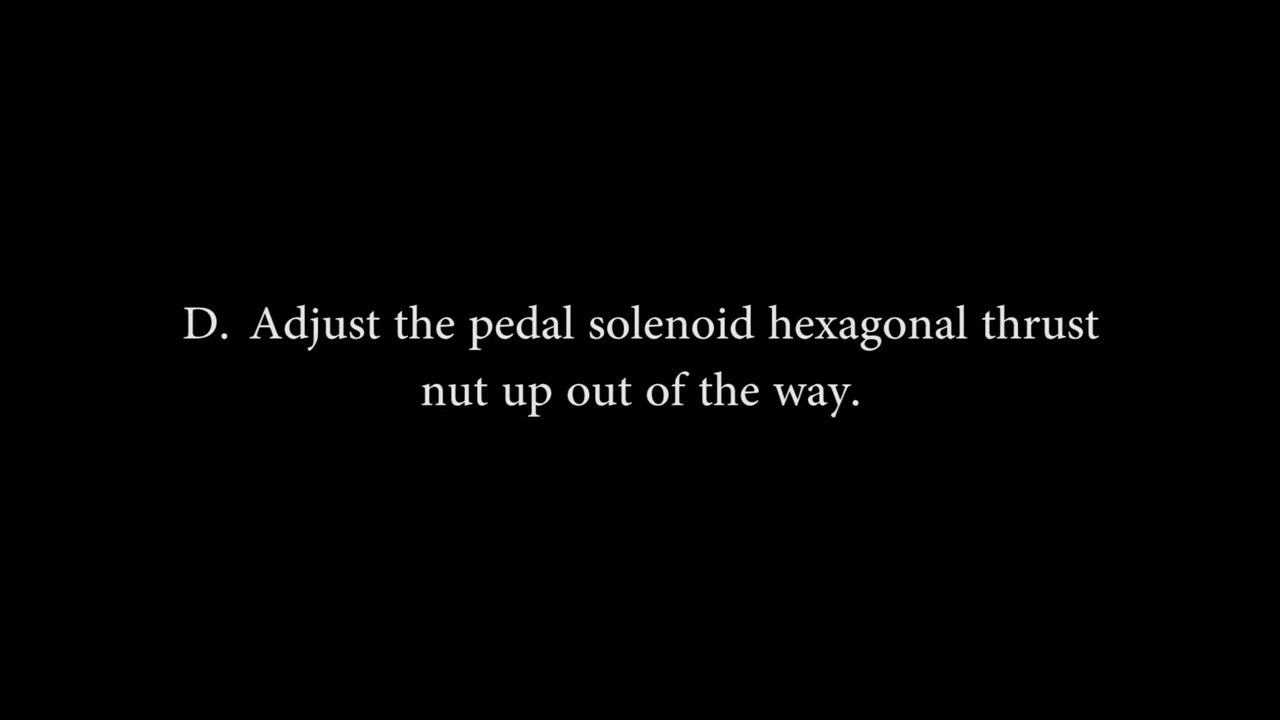 D. Adjust the pedal solenoid hexagonal thrust
nut up out of the way.